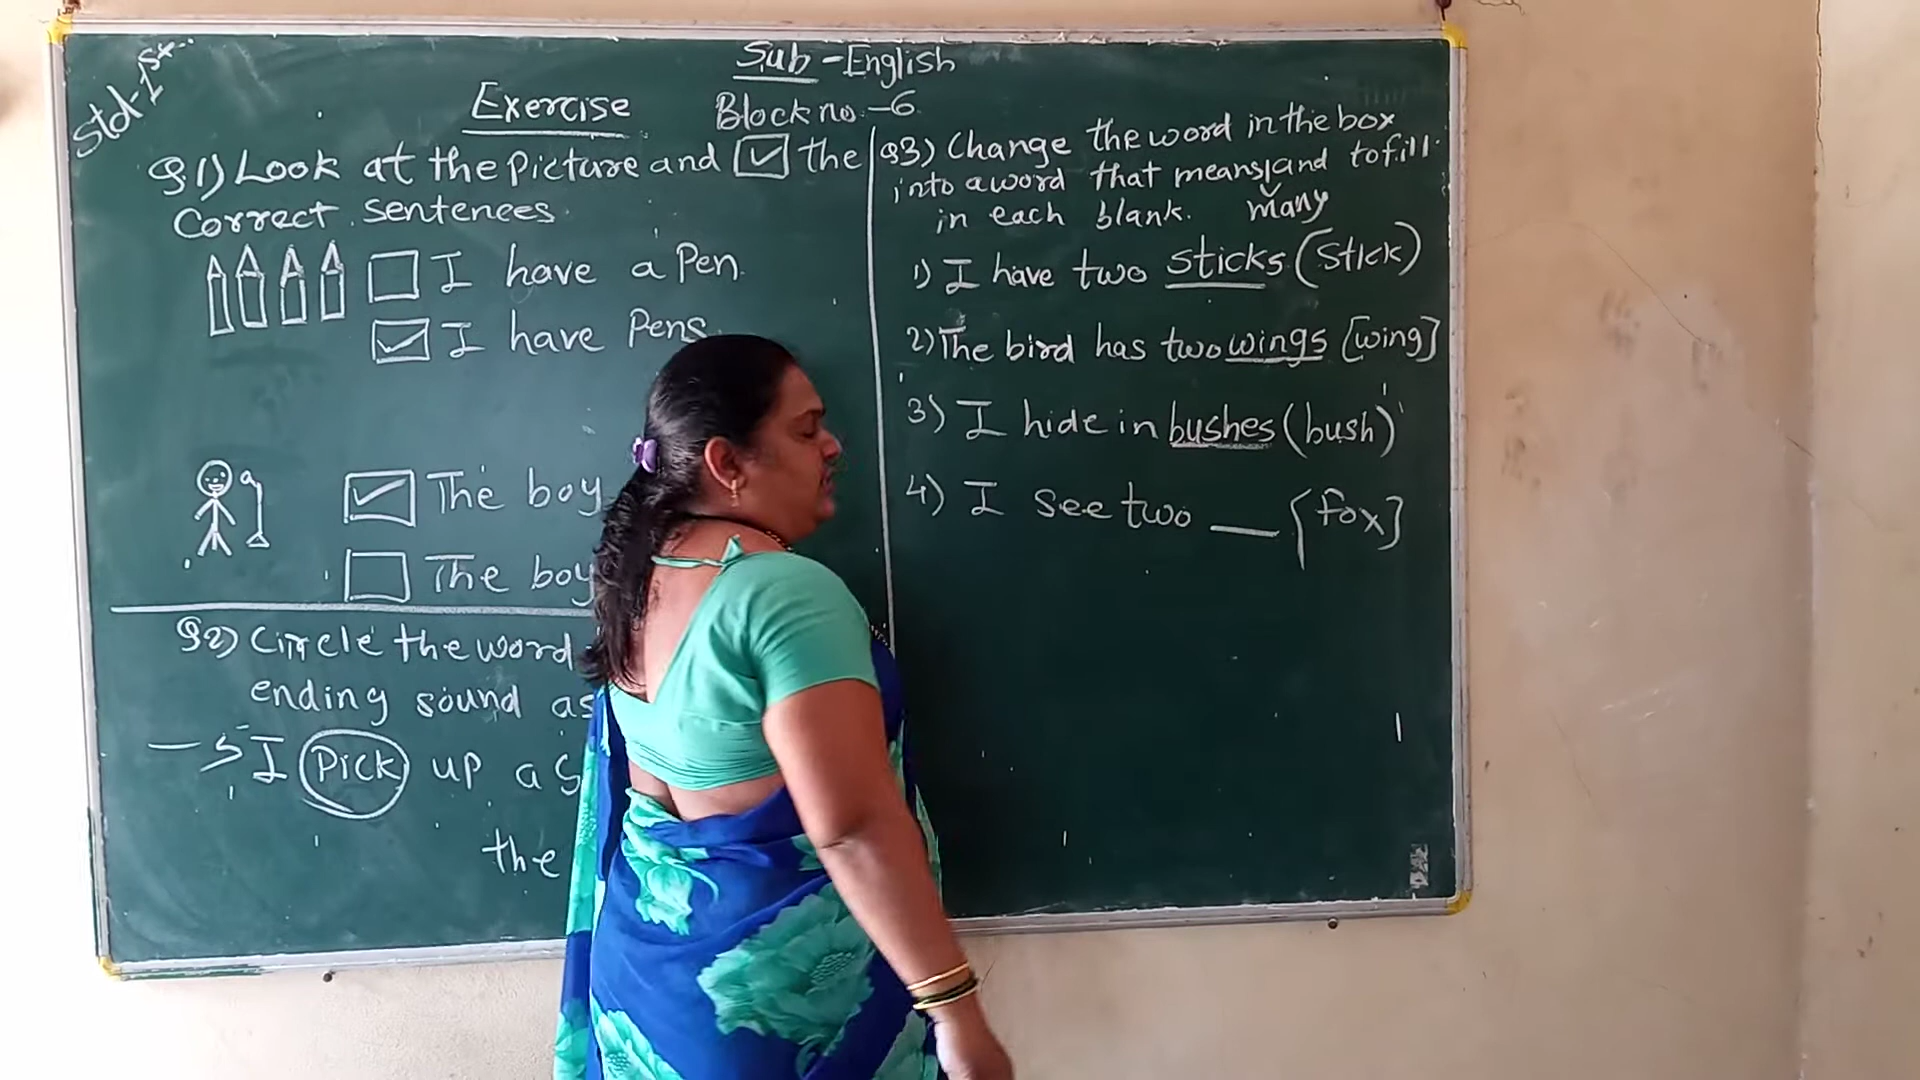 Std-1st..
Sub-English
Exercise
Block no.-6
Q1) Look at the Picture and ☑ the
Correct sentences.
I have a Pen.
I have Pens.
The boy
The boy
Q2) Circle the word
ending sound as
I Pick up a
the
Q3) Change the word in the box
into a word that means and to fill.
many
in each blank.
1) I have two sticks (Stick)
2) The bird has two wings [wing]
3) I hide in bushes (bush)
4) I see two __ [fox]